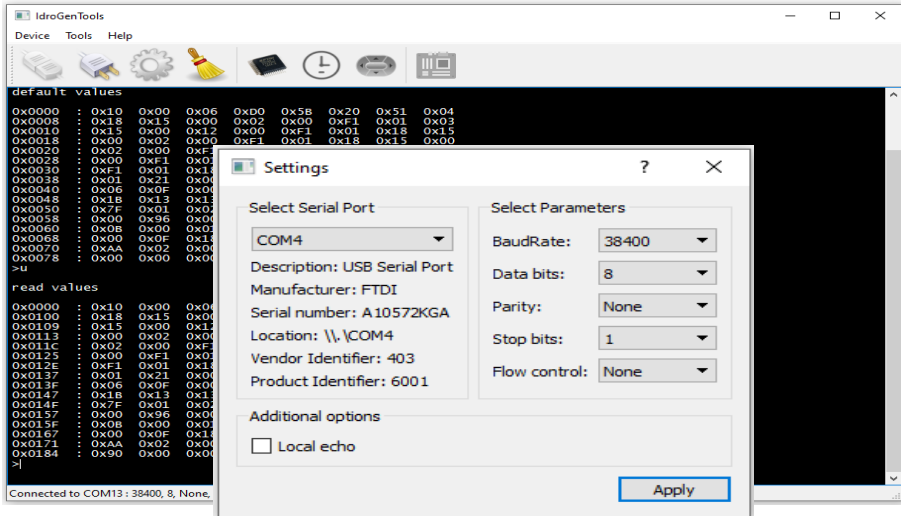 IdroGenTools
Device Tools Help
default values
0x0000 : 0x10 0x00 0x06 0xD0 0x5B 0x20 0x51 0x04
0x0008 : 0x18 0x15 0x00 0x02 0x00 0xF1 0x01 0x03
0x0010 : 0x15 0x00 0x12 0x00 0xF1 0x01 0x18 0x15
0x0018 : 0x00 0x02 0x00 0xF1 0x01 0x18 0x15 0x00
0x0020 : 0x02 0x00
0x0028 : 0x00 0xF1
0x0030 : 0xF1 0x01
0x0038 : 0x01 0x21
0x0040 : 0x06 0x0F
0x0048 : 0x1B 0x13
0x0050 : 0x7F 0x01
0x0058 : 0x00 0x96
0x0060 : 0x0B 0x00
0x0068 : 0x00 0x0F
0x0070 : 0xAA 0x02
0x0078 : 0x00 0x00
>u
read values
0x0000 : 0x10 0x00
0x0100 : 0x18 0x15
0x0109 : 0x15 0x00
0x0113 : 0x00 0x02
0x011C : 0x02 0x00
0x0125 : 0x00 0xF1
0x012E : 0xF1 0x01
0x0137 : 0x01 0x21
0x013F : 0x06 0x0F
0x0147 : 0x1B 0x13
0x014F : 0x7F 0x01
0x0157 : 0x00 0x96
0x015F : 0x0B 0x00
0x0167 : 0x00 0x0F
0x0171 : 0xAA 0x02
0x0184 : 0x90 0x00
>
Connected to COM13 : 38400, 8, None,
Settings
?
Select Serial Port
COM4
Description: USB Serial Port
Manufacturer: FTDI
Serial number: A10572KGA
Location: \\.\COM4
Vendor Identifier: 403
Product Identifier: 6001
Select Parameters
BaudRate: 38400
Data bits: 8
Parity: None
Stop bits: 1
Flow control: None
Additional options
Local echo
Apply